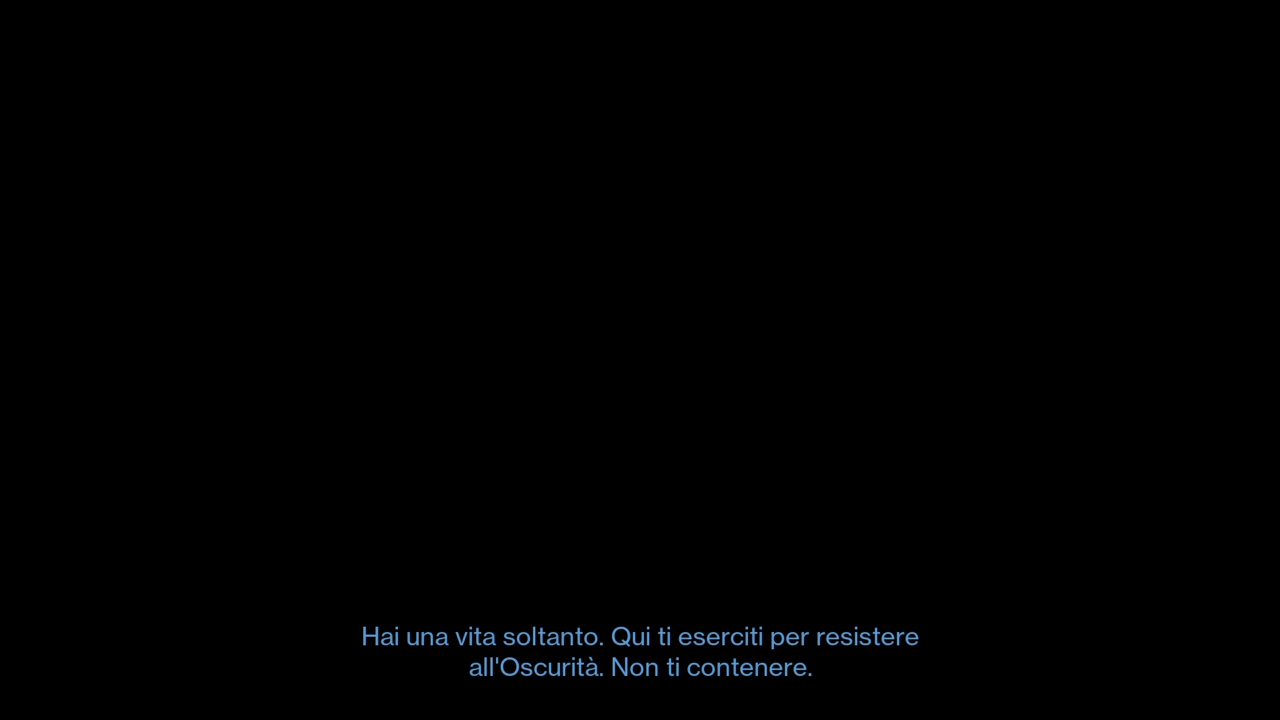 Hai una vita soltanto. Qui ti eserciti per resistere
all'Oscurità. Non ti contenere.